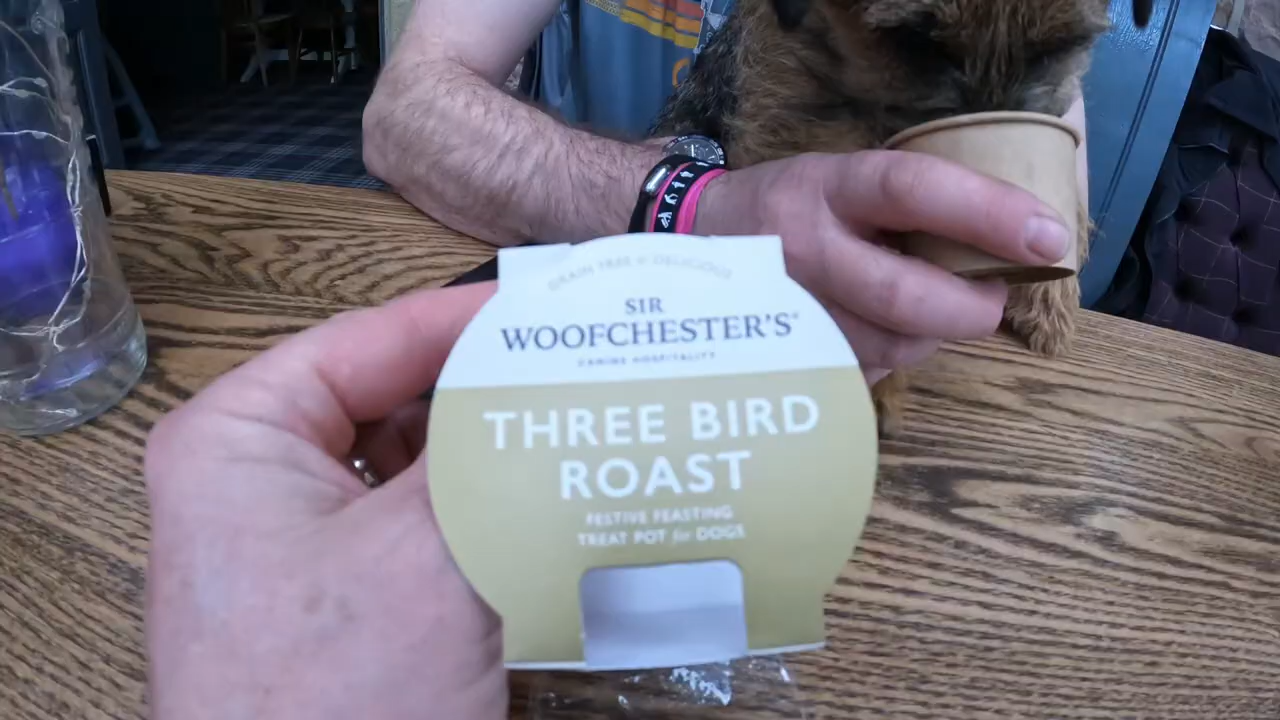 GRAIN FREE & DELICIOUS
SIR
WOOFCHESTER'S®
CANINE HOSPITALITY
THREE BIRD
ROAST
FESTIVE FEASTING
TREAT POT for DOGS